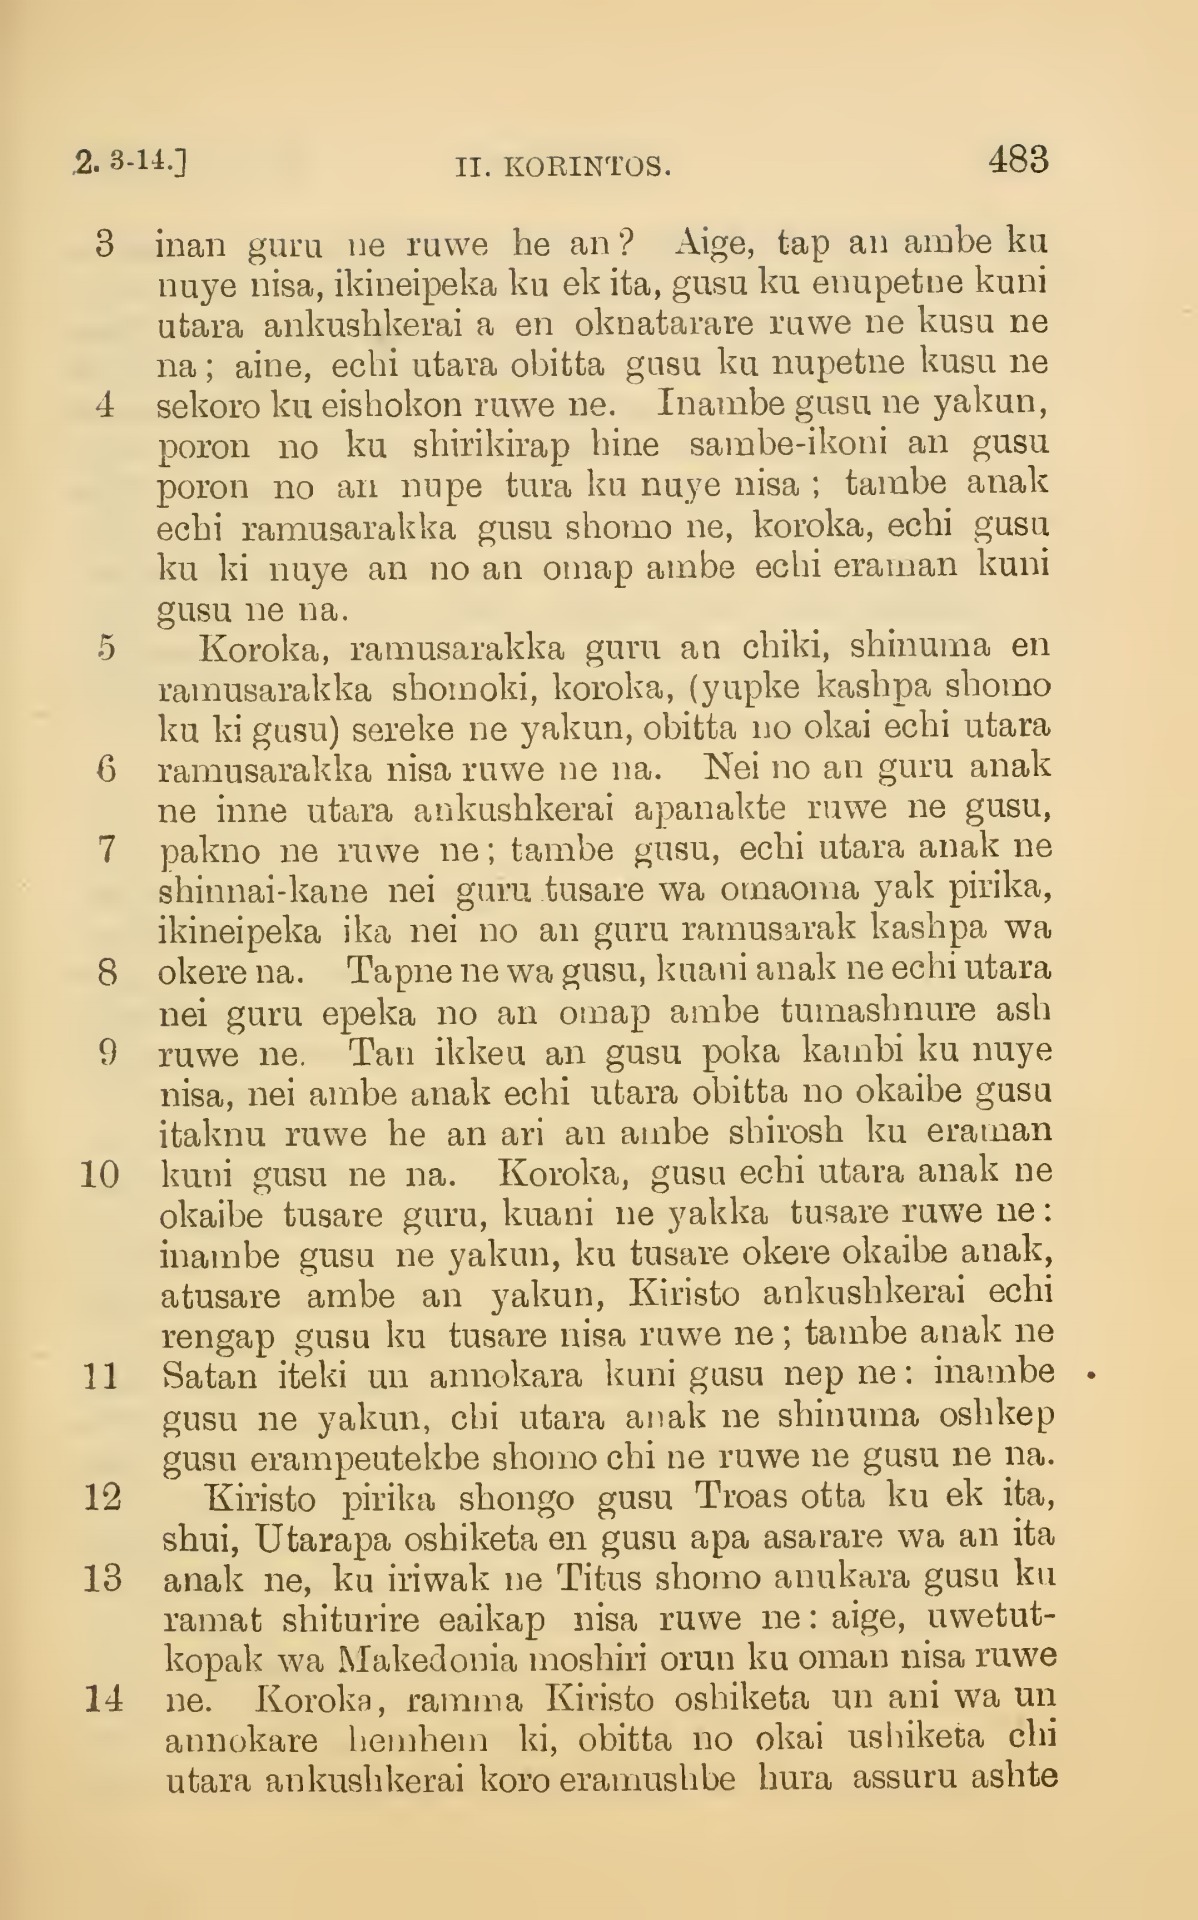 2. 3-14.] II. KORINTOS. 483
3 inan guru ne ruwe he an? Aige, tap an ambe ku
nuye nisa, ikineipeka ku ek ita, gusu ku enupetne kuni
utara ankushkerai a en oknatarare ruwe ne kusu ne
na; aine, echi utara obitta gusu ku nupetne kusu ne
4 sekoro ku eishokon ruwe ne. Inambe gusu ne yakun,
poron no ku shirikirap hine sambe-ikoni an gusu
poron no an nupe tura ku nuye nisa; tambe anak
echi ramusarakka gusu shomo ne, koroka, echi gusu
ku ki nuye an no an omap ambe echi eraman kuni
gusu ne na.
5 Koroka, ramusarakka guru an chiki, shinuma en
ramusarakka shomoki, koroka, (yupke kashpa shomo
ku ki gusu) sereke ne yakun, obitta no okai echi utara
6 ramusarakka nisa ruwe ne na. Nei no an guru anak
ne inne utara ankushkerai apanakte ruwe ne gusu,
7 pakno ne ruwe ne; tambe gusu, echi utara anak ne
shinnai-kane nei guru tusare wa omaoma yak pirika,
ikineipeka ika nei no an guru ramusarak kashpa wa
8 okere na. Tapne ne wa gusu, kuani anak ne echi utara
nei guru epeka no an omap ambe tumashnure ash
9 ruwe ne. Tan ikkeu an gusu poka kambi ku nuye
nisa, nei ambe anak echi utara obitta no okaibe gusu
itaknu ruwe he an ari an ambe shirosh ku eraman
10 kuni gusu ne na. Koroka, gusu echi utara anak ne
okaibe tusare guru, kuani ne yakka tusare ruwe ne:
inambe gusu ne yakun, ku tusare okere okaibe anak,
atusare ambe an yakun, Kiristo ankushkerai echi
rengap gusu ku tusare nisa ruwe ne; tambe anak ne
11 Satan iteki un annokara kuni gusu nep ne: inambe
gusu ne yakun, chi utara anak ne shinuma oshkep
gusu erampeutekbe shomo chi ne ruwe ne gusu ne na.
12 Kiristo pirika shongo gusu Troas otta ku ek ita,
shui, Utarapa oshiketa en gusu apa asarare wa an ita
13 anak ne, ku iriwak ne Titus shomo anukara gusu ku
ramat shiturire eaikap nisa ruwe ne: aige, uwetut-
kopak wa Makedonia moshiri orun ku oman nisa ruwe
14 ne. Koroka, ramma Kiristo oshiketa un ani wa un
annokare hemhem ki, obitta no okai ushiketa chi
utara ankushkerai koro eramushbe hura assuru ashte